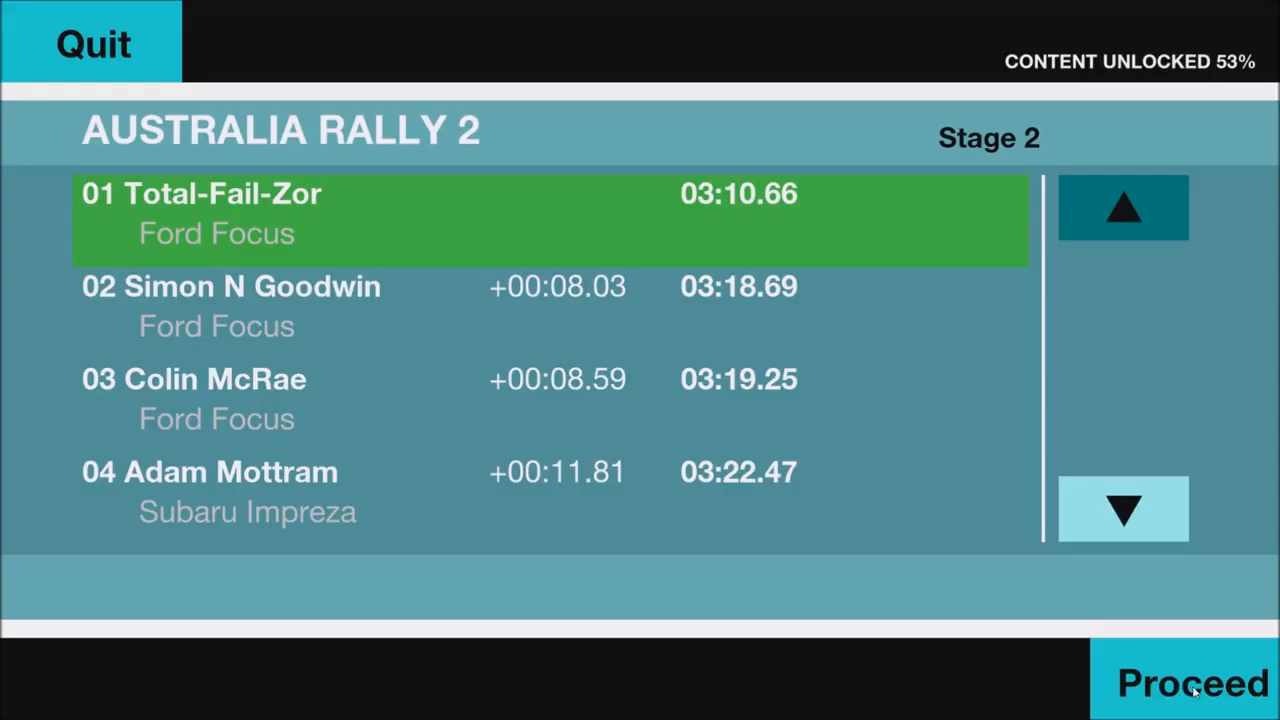 Quit
CONTENT UNLOCKED 53%
AUSTRALIA RALLY 2
Stage 2
01 Total-Fail-Zor 03:10.66
Ford Focus
02 Simon N Goodwin +00:08.03 03:18.69
Ford Focus
03 Colin McRae +00:08.59 03:19.25
Ford Focus
04 Adam Mottram +00:11.81 03:22.47
Subaru Impreza
Proceed